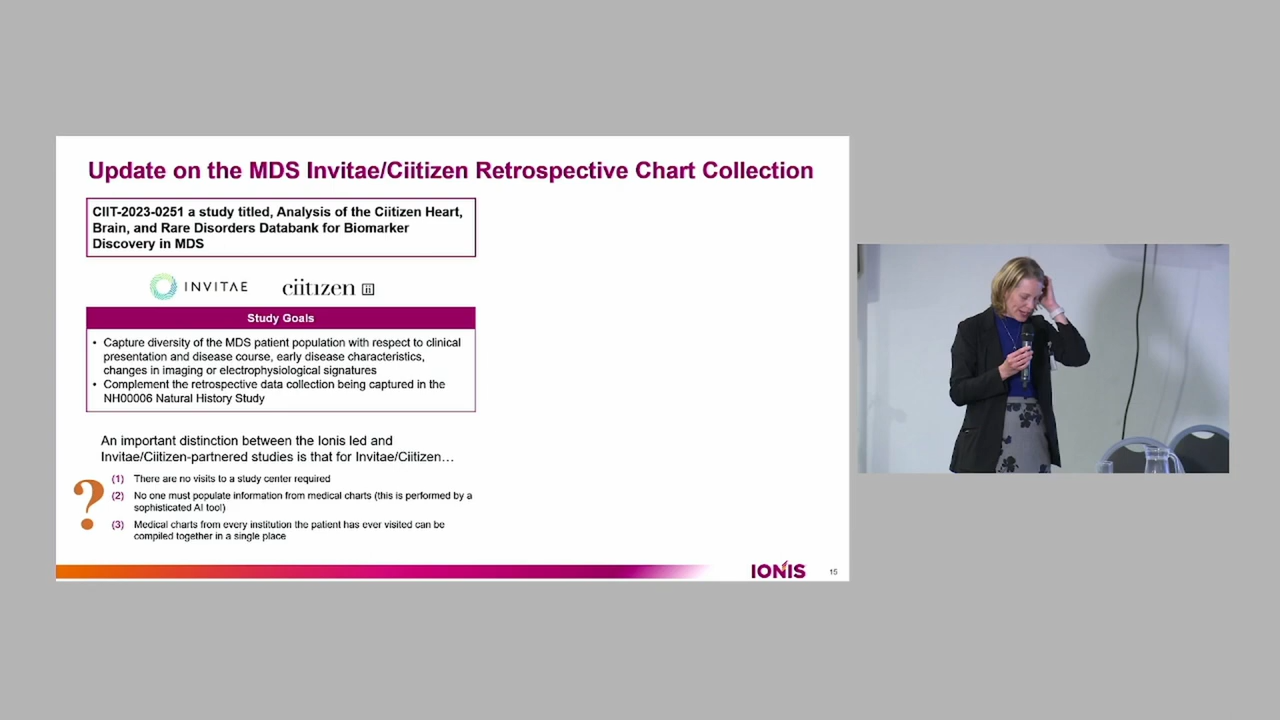 Update on the MDS Invitae/Ciitizen Retrospective Chart Collection
CIIT-2023-0251 a study titled, Analysis of the Ciitizen Heart,
Brain, and Rare Disorders Databank for Biomarker
Discovery in MDS
INVITAE ciitizen ii
Study Goals
• Capture diversity of the MDS patient population with respect to clinical
presentation and disease course, early disease characteristics,
changes in imaging or electrophysiological signatures
• Complement the retrospective data collection being captured in the
NH00006 Natural History Study
An important distinction between the Ionis led and
Invitae/Ciitizen-partnered studies is that for Invitae/Ciitizen…
?
(1) There are no visits to a study center required
(2) No one must populate information from medical charts (this is performed by a
sophisticated AI tool)
(3) Medical charts from every institution the patient has ever visited can be
compiled together in a single place
IONIS 15